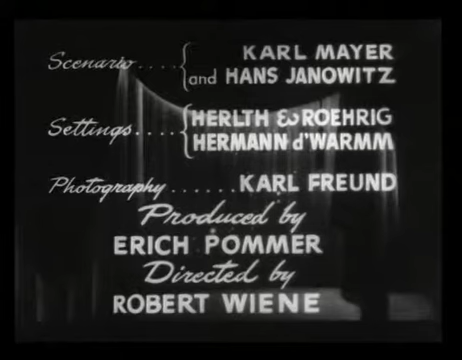 Scenario.... KARL MAYER
and HANS JANOWITZ
Settings.... HERLTH & ROEHRIG
HERMANN d'WARMM
Photography......KARL FREUND
Produced by
ERICH POMMER
Directed by
ROBERT WIENE